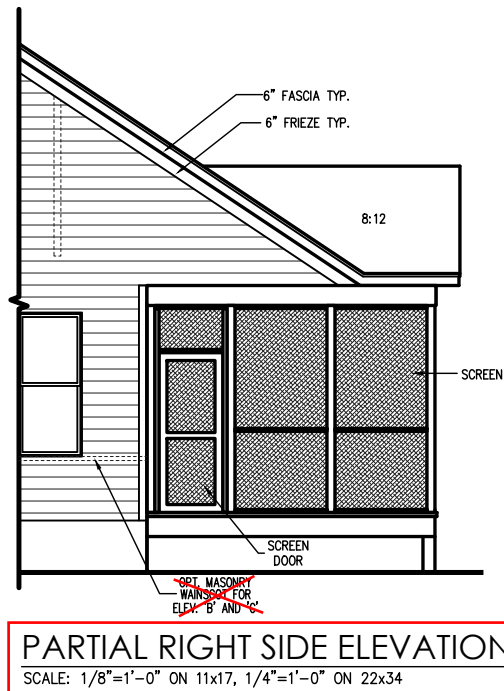 6" FASCIA TYP.
6" FRIEZE TYP.
8:12
SCREEN
SCREEN
DOOR
OPT. MASONRY
WAINSCOT FOR
ELEV. 'B' AND 'C'
PARTIAL RIGHT SIDE ELEVATION
SCALE: 1/8"=1'-0" ON 11x17, 1/4"=1'-0" ON 22x34